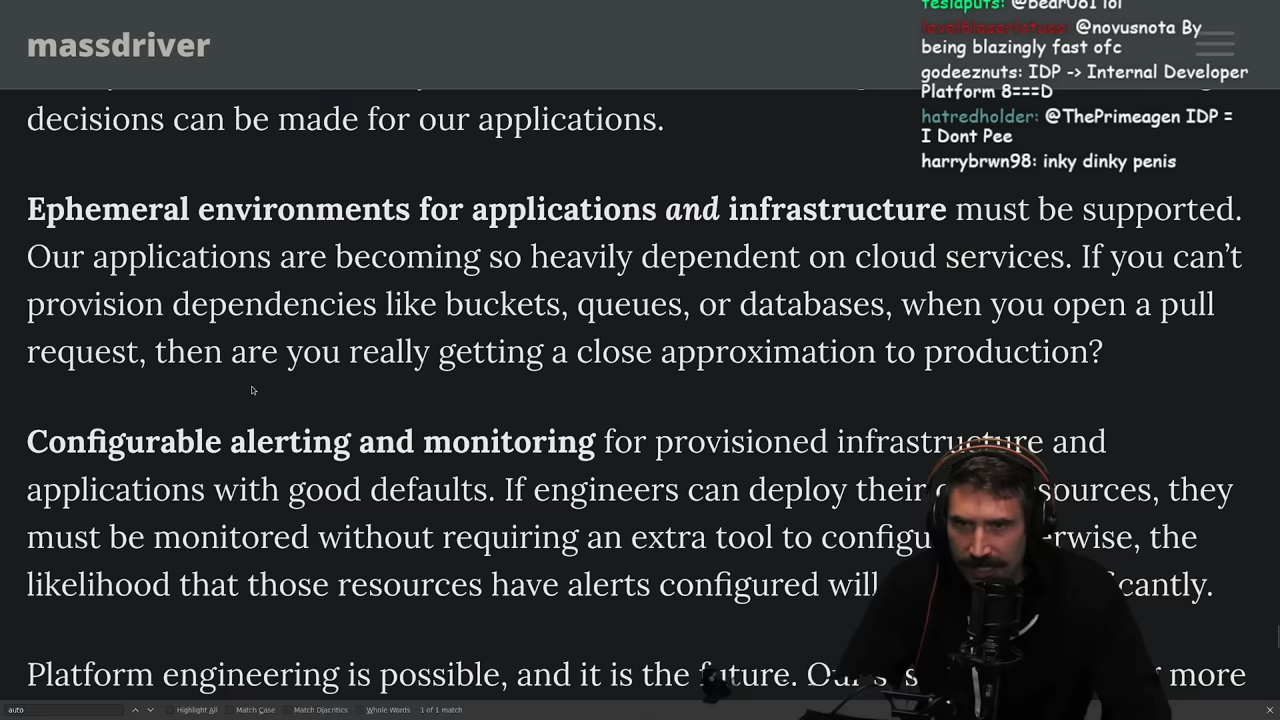 massdriver
teslaputs: @Bear081 lol
@novusnota By
being blazingly fast ofc
godeeznuts: IDP -> Internal Developer
Platform 8===D
hatredholder: @ThePrimeagen IDP =
I Dont Pee
harrybrwn98: inky dinky penis
decisions can be made for our applications.
Ephemeral environments for applications and infrastructure must be supported.
Our applications are becoming so heavily dependent on cloud services. If you can't
provision dependencies like buckets, queues, or databases, when you open a pull
request, then are you really getting a close approximation to production?
Configurable alerting and monitoring for provisioned infrastructure and
applications with good defaults. If engineers can deploy their
they
must be monitored without requiring an extra tool to
the
likelihood that those resources have alerts configured will
Platform engineering is possible, and it is the future.
more
auto
Highlight All
Match Case
Match Diacritics
Whole Words
1 of 1 match